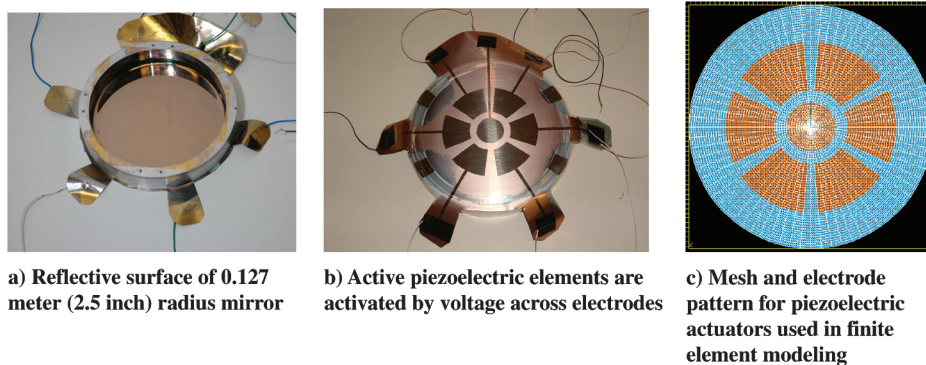 a) Reflective surface of 0.127
meter (2.5 inch) radius mirror
b) Active piezoelectric elements are
activated by voltage across electrodes
c) Mesh and electrode
pattern for piezoelectric
actuators used in finite
element modeling